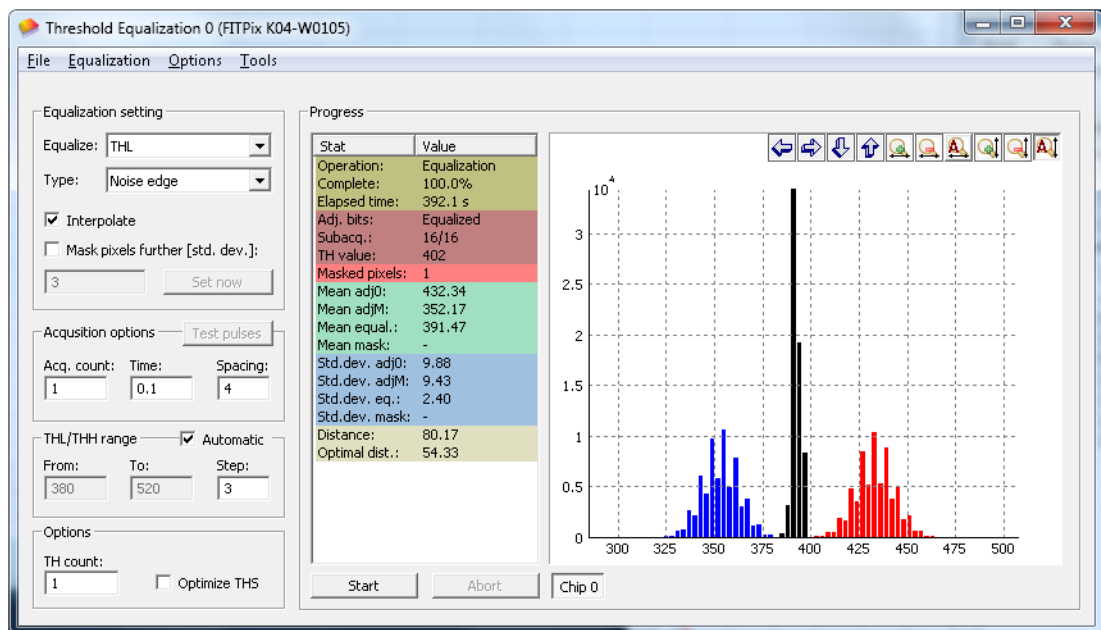 Threshold Equalization 0 (FITPix K04-W0105)
File Equalization Options Tools
Equalization setting
Equalize: THL
Type: Noise edge
Interpolate
Mask pixels further [std. dev.]:
3 Set now
Acqusition options Test pulses
Acq. count: Time: Spacing:
1 0.1 4
THL/THH range Automatic
From: To: Step:
380 520 3
Options
TH count:
1 Optimize THS
Progress
Stat Value
Operation: Equalization
Complete: 100.0%
Elapsed time: 392.1 s
Adj. bits: Equalized
Subacq.: 16/16
TH value: 402
Masked pixels: 1
Mean adj0: 432.34
Mean adjM: 352.17
Mean equal.: 391.47
Mean mask: -
Std.dev. adj0: 9.88
Std.dev. adjM: 9.43
Std.dev. eq.: 2.40
Std.dev. mask: -
Distance: 80.17
Optimal dist.: 54.33
Start Abort Chip 0
A A
10^4
3
2.5
2
1.5
1
0.5
0
300 325 350 375 400 425 450 475 500